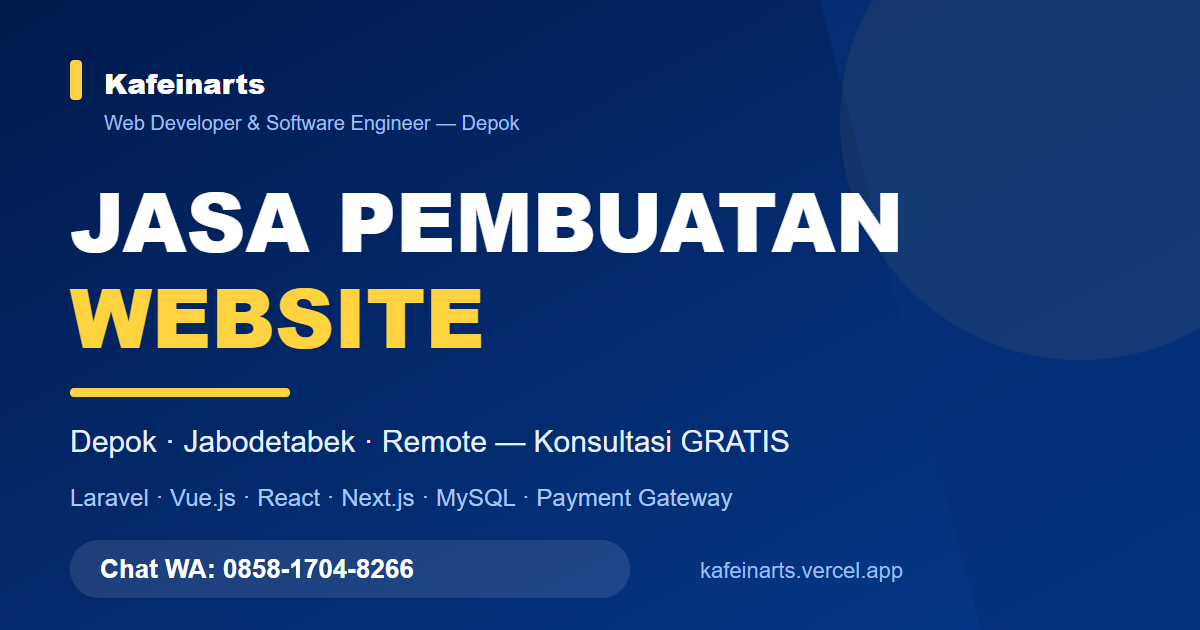 Kafeinarts
Web Developer & Software Engineer — Depok
JASA PEMBUATAN
WEBSITE
Depok · Jabodetabek · Remote — Konsultasi GRATIS
Laravel · Vue.js · React · Next.js · MySQL · Payment Gateway
Chat WA: 0858-1704-8266
kafeinarts.vercel.app